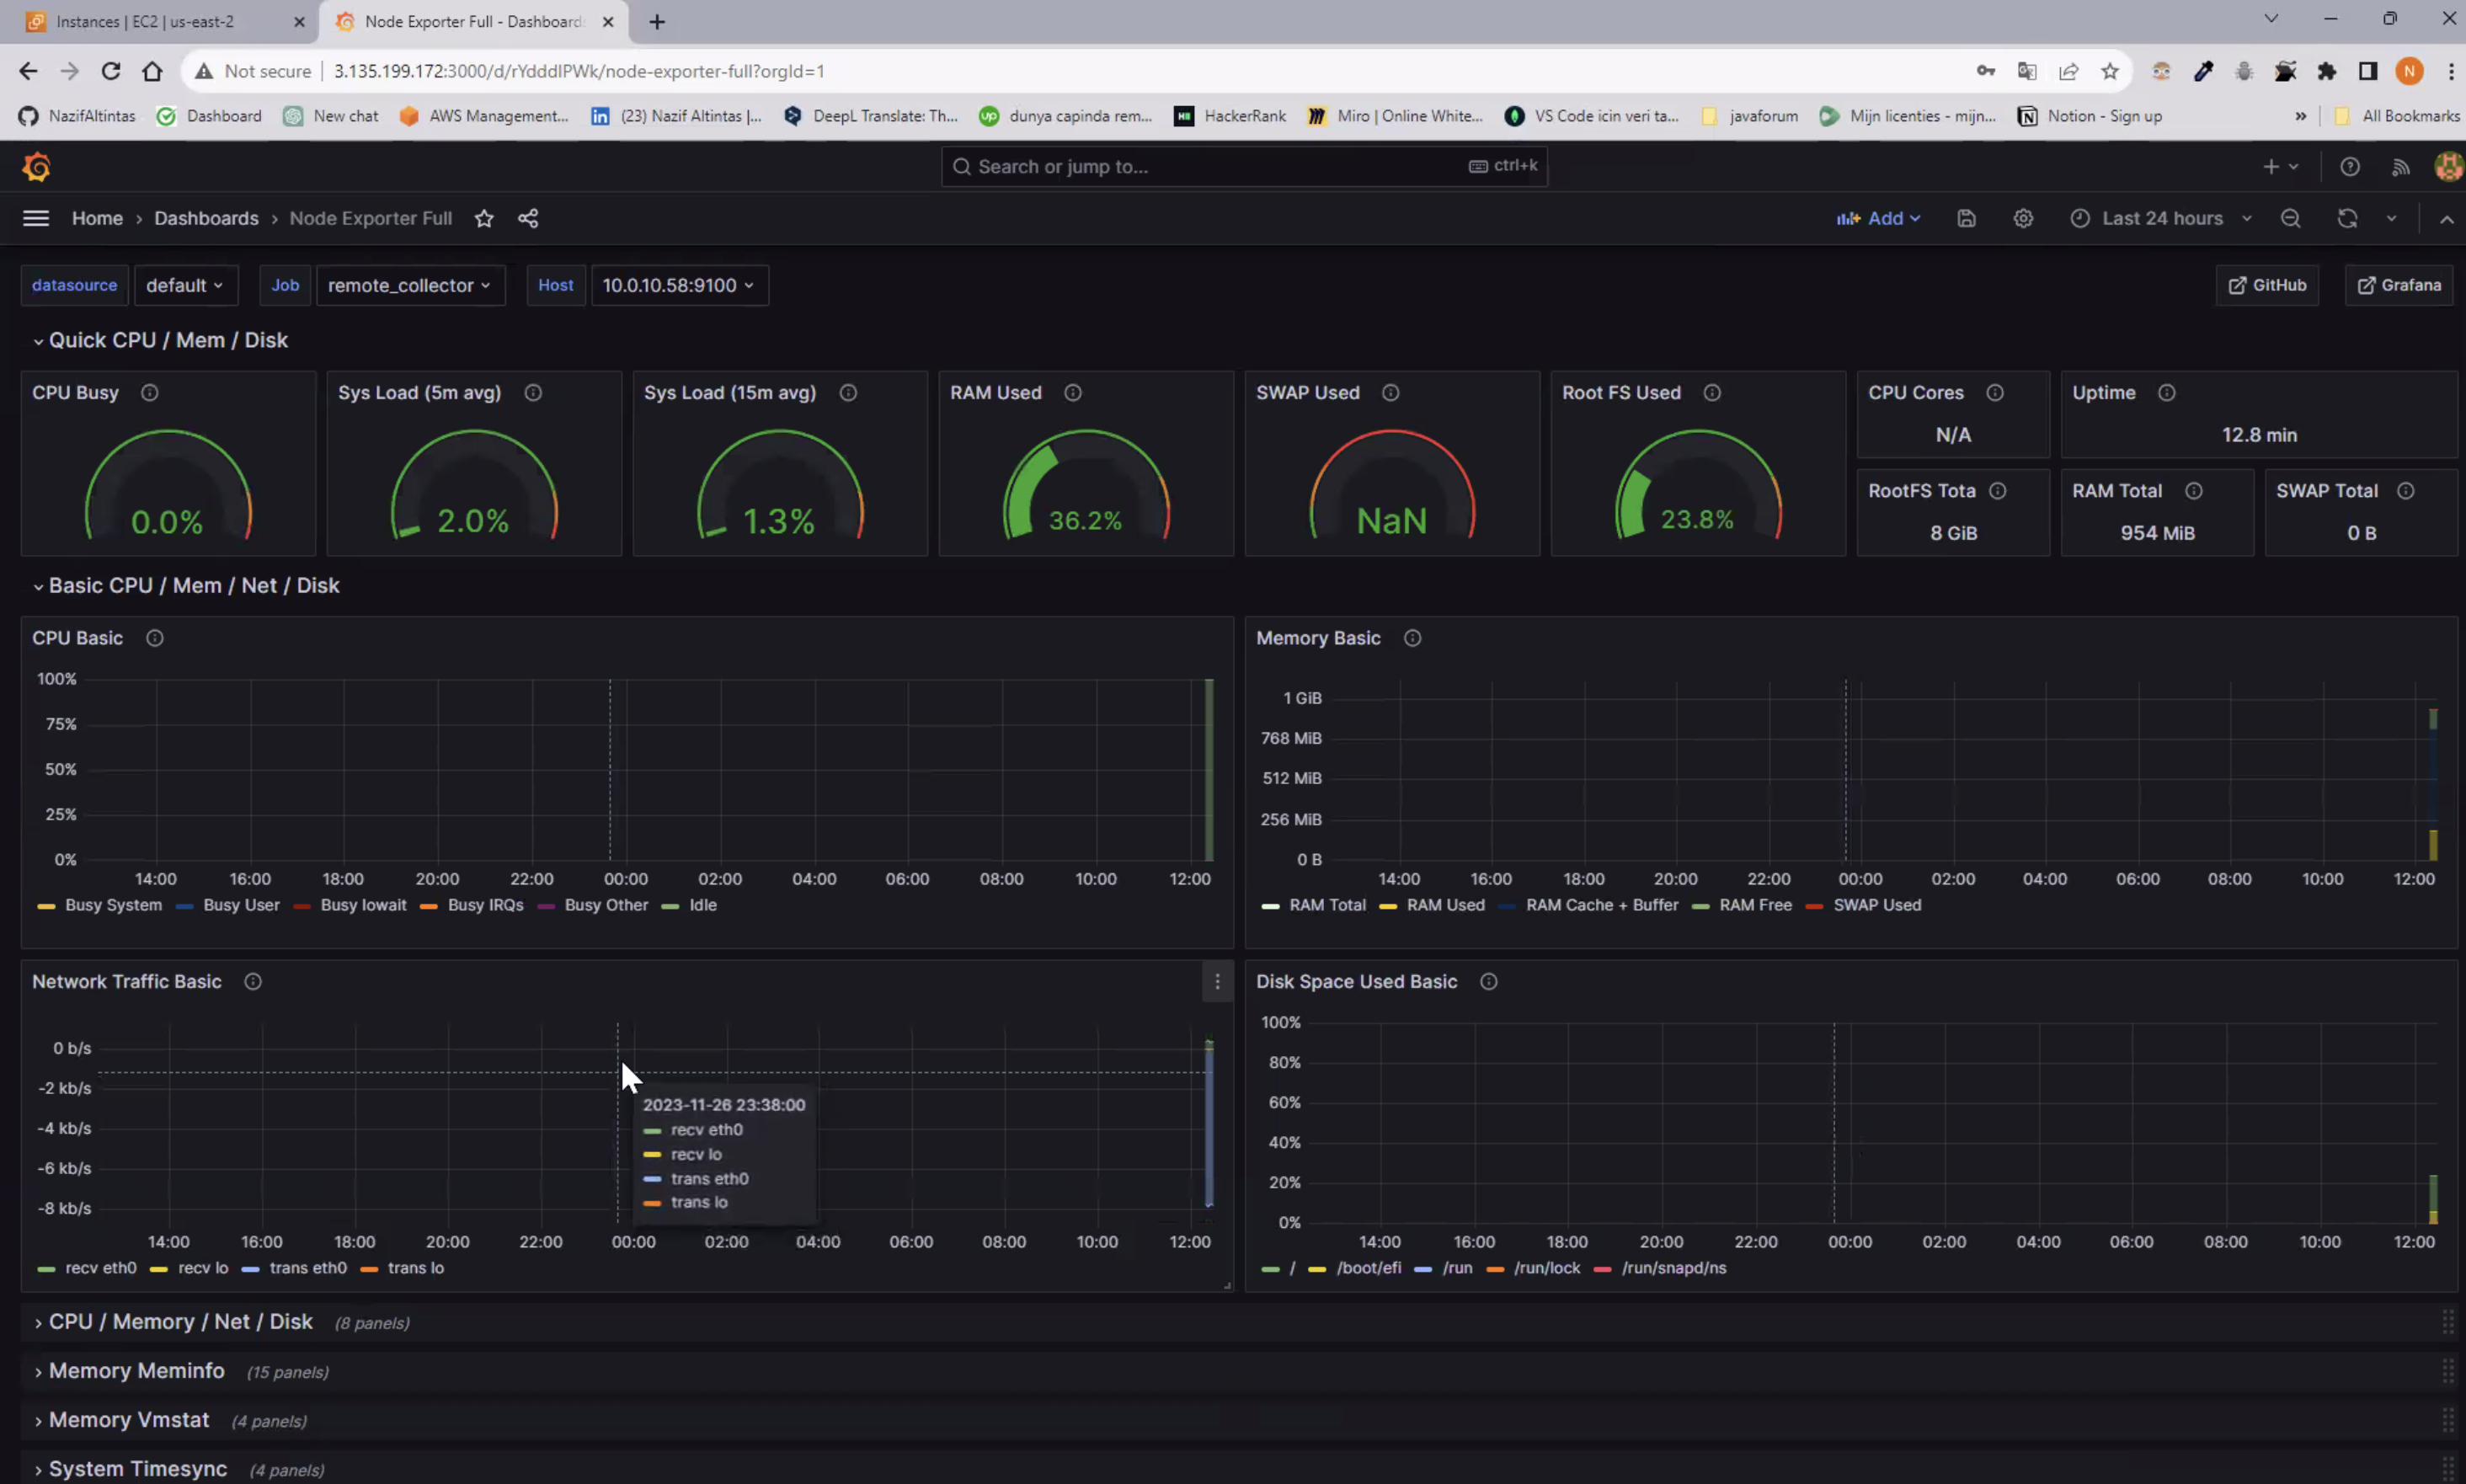 Instances | EC2 | us-east-2
Node Exporter Full - Dashboard
Not secure
3.135.199.172:3000/d/rYdddlPWk/node-exporter-full?orgId=1
N
NazifAltintas
Dashboard
New chat
AWS Management...
(23) Nazif Altintas |...
DeepL Translate: Th...
dunya capinda rem...
HackerRank
Miro | Online White...
VS Code icin veri ta...
javaforum
Mijn licenties - mijn...
Notion - Sign up
»
All Bookmarks
Search or jump to...
ctrl+k
Home › Dashboards › Node Exporter Full
Add
Last 24 hours
datasource default
Job remote_collector
Host 10.0.10.58:9100
GitHub
Grafana
Quick CPU / Mem / Disk
CPU Busy
0.0%
Sys Load (5m avg)
2.0%
Sys Load (15m avg)
1.3%
RAM Used
36.2%
SWAP Used
NaN
Root FS Used
23.8%
CPU Cores
N/A
Uptime
12.8 min
RootFS Tota
8 GiB
RAM Total
954 MiB
SWAP Total
0 B
Basic CPU / Mem / Net / Disk
CPU Basic
100%
75%
50%
25%
0%
14:00 16:00 18:00 20:00 22:00 00:00 02:00 04:00 06:00 08:00 10:00 12:00
Busy System Busy User Busy Iowait Busy IRQs Busy Other Idle
Memory Basic
1 GiB
768 MiB
512 MiB
256 MiB
0 B
14:00 16:00 18:00 20:00 22:00 00:00 02:00 04:00 06:00 08:00 10:00 12:00
RAM Total RAM Used RAM Cache + Buffer RAM Free SWAP Used
Network Traffic Basic
0 b/s
-2 kb/s
-4 kb/s
-6 kb/s
-8 kb/s
2023-11-26 23:38:00
recv eth0
recv lo
trans eth0
trans lo
14:00 16:00 18:00 20:00 22:00 00:00 02:00 04:00 06:00 08:00 10:00 12:00
recv eth0 recv lo trans eth0 trans lo
Disk Space Used Basic
100%
80%
60%
40%
20%
0%
14:00 16:00 18:00 20:00 22:00 00:00 02:00 04:00 06:00 08:00 10:00 12:00
/ /boot/efi /run /run/lock /run/snapd/ns
CPU / Memory / Net / Disk (8 panels)
Memory Meminfo (15 panels)
Memory Vmstat (4 panels)
System Timesync (4 panels)